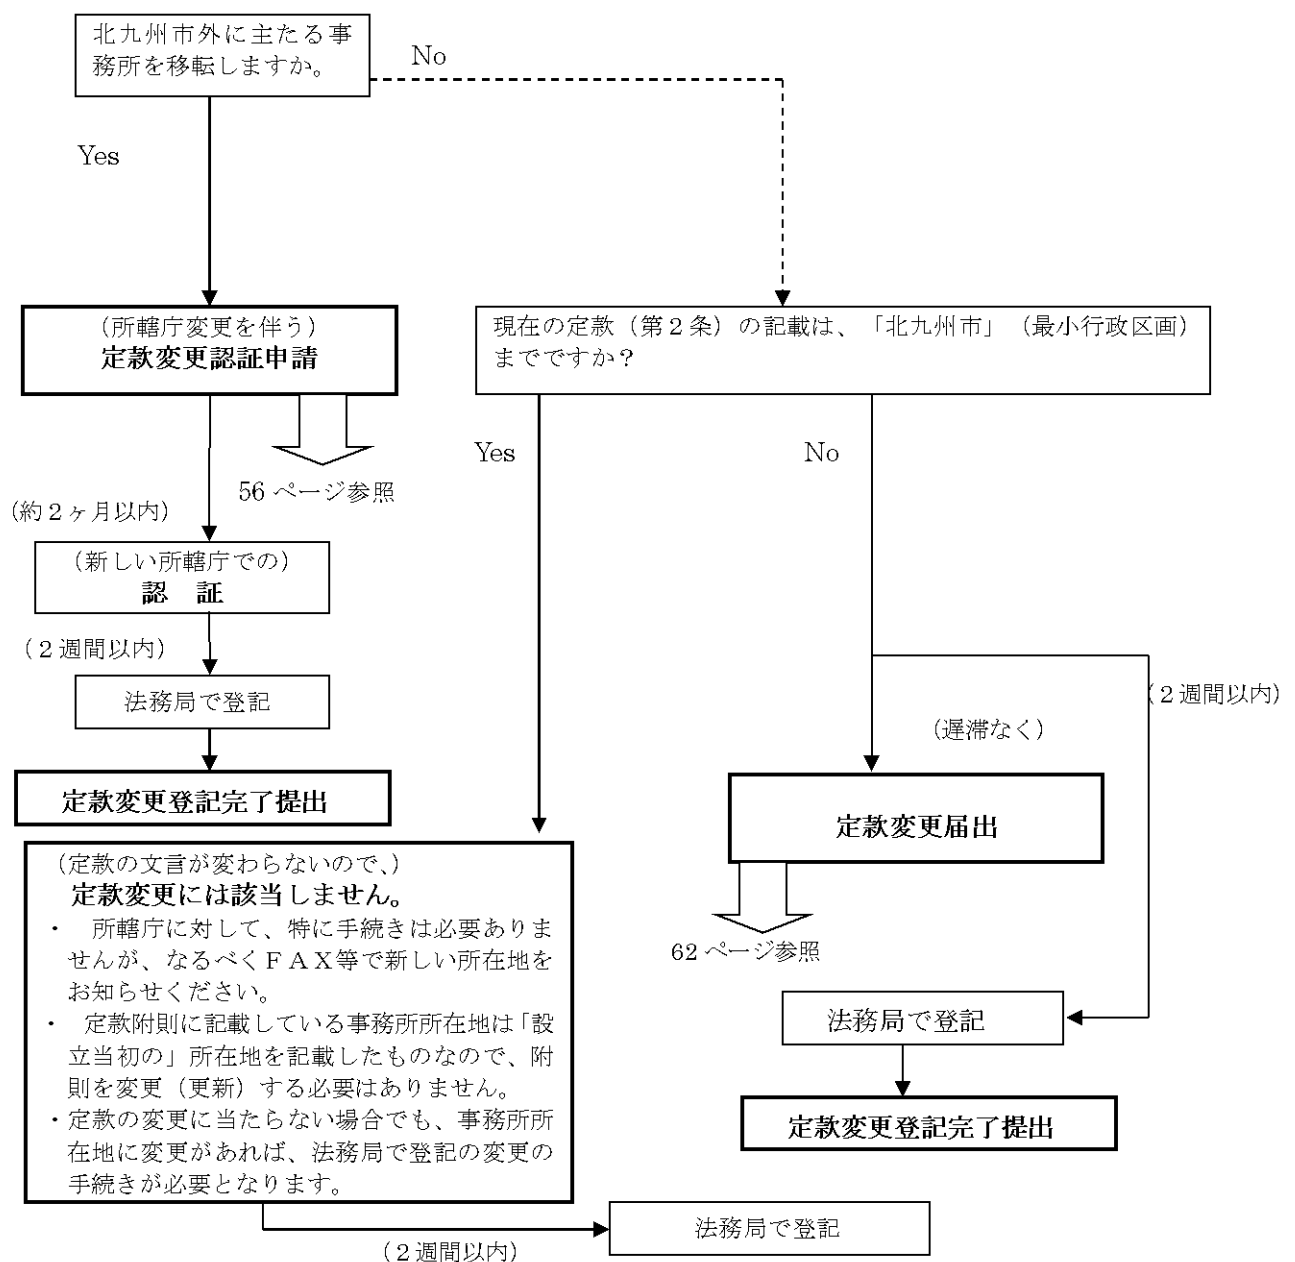 北九州市外に主たる事
務所を移転しますか。
No
Yes
（所轄庁変更を伴う）
定款変更認証申請
現在の定款（第２条）の記載は、「北九州市」（最小行政区画）
までですか？
Yes
No
56 ページ参照
（約２ヶ月以内）
（新しい所轄庁での）
認　証
（２週間以内）
法務局で登記
（２週間以内）
（遅滞なく）
定款変更登記完了提出
定款変更届出
（定款の文言が変わらないので、）
定款変更には該当しません。
・　所轄庁に対して、特に手続きは必要ありま
せんが、なるべくＦＡＸ等で新しい所在地を
お知らせください。
・　定款附則に記載している事務所所在地は「設
立当初の」所在地を記載したものなので、附
則を変更（更新）する必要はありません。
・定款の変更に当たらない場合でも、事務所所
在地に変更があれば、法務局で登記の変更の
手続きが必要となります。
62 ページ参照
法務局で登記
定款変更登記完了提出
（２週間以内）
法務局で登記